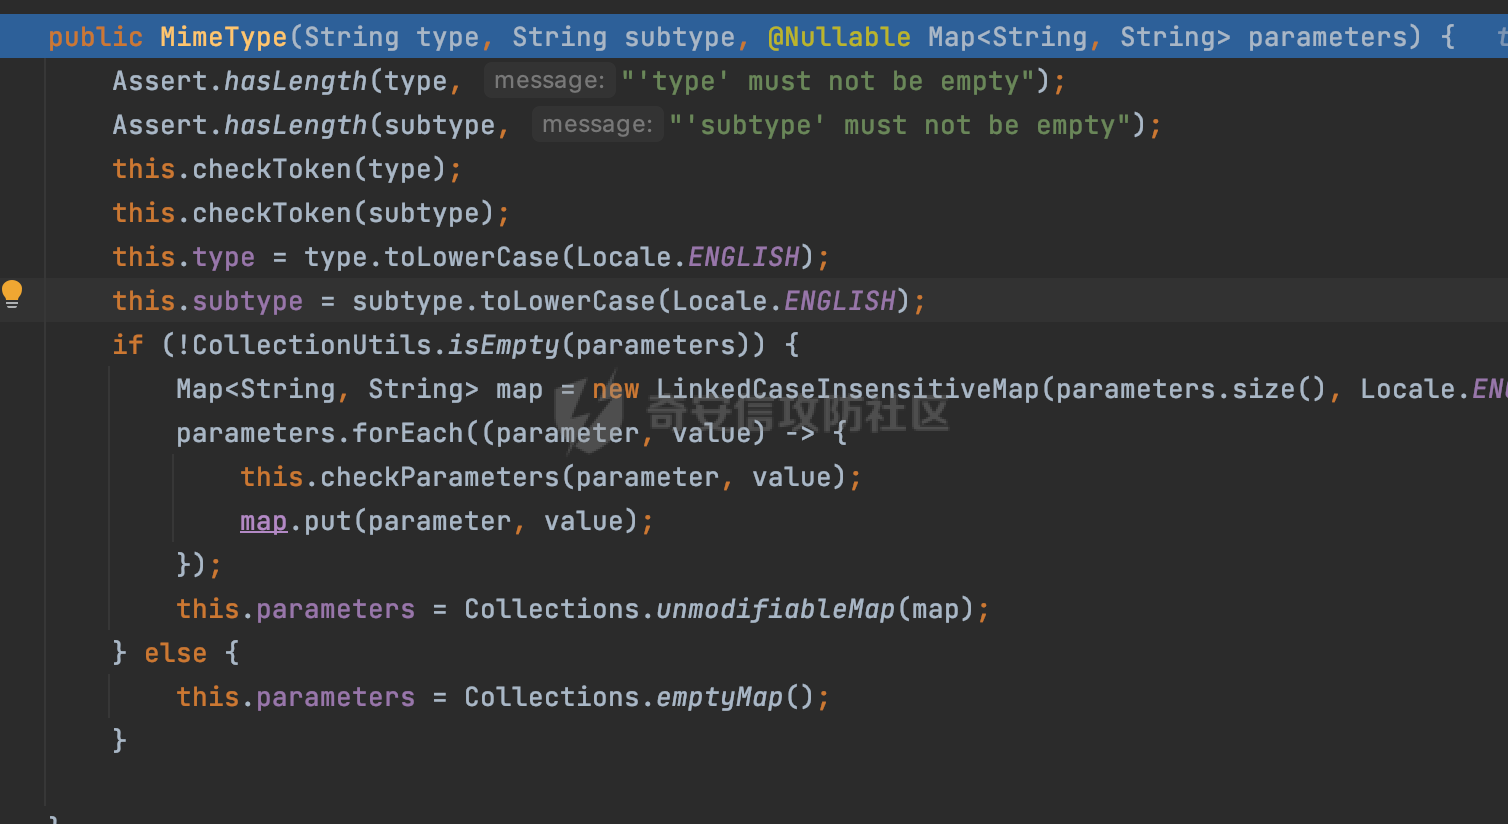 public MimeType(String type, String subtype, @Nullable Map<String, String> parameters) {
Assert.hasLength(type, message: "'type' must not be empty");
Assert.hasLength(subtype, message: "'subtype' must not be empty");
this.checkToken(type);
this.checkToken(subtype);
this.type = type.toLowerCase(Locale.ENGLISH);
this.subtype = subtype.toLowerCase(Locale.ENGLISH);
if (!CollectionUtils.isEmpty(parameters)) {
Map<String, String> map = new LinkedCaseInsensitiveMap(parameters.size(), Locale.EN
奇安信攻防社区
parameters.forEach((parameter, value) -> {
this.checkParameters(parameter, value);
map.put(parameter, value);
});
this.parameters = Collections.unmodifiableMap(map);
} else {
this.parameters = Collections.emptyMap();
}